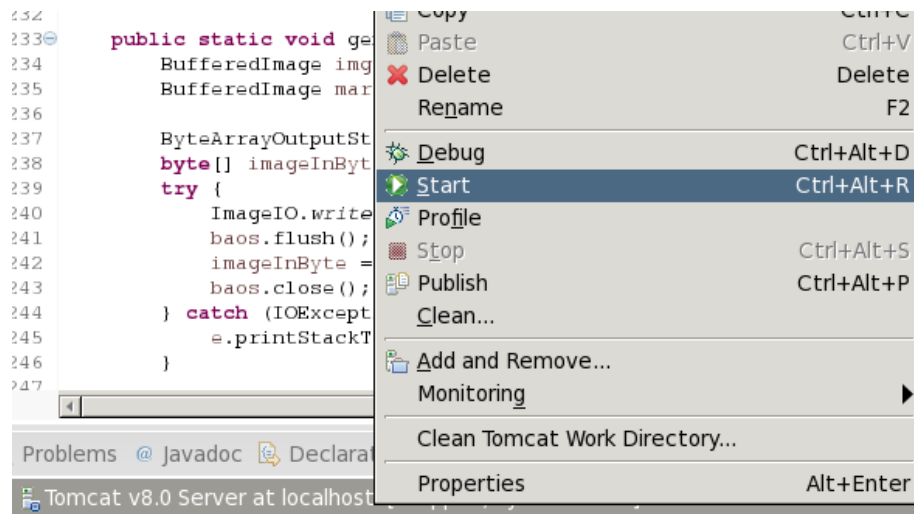 232
233 public static void ge
234 BufferedImage img
235 BufferedImage mar
236
237 ByteArrayOutputSt
238 byte[] imageInByt
239 try {
240 ImageIO.write
241 baos.flush();
242 imageInByte =
243 baos.close();
244 } catch (IOExcept
245 e.printStackT
246 }
247
Copy Ctrl+C
Paste Ctrl+V
Delete Delete
Rename F2
Debug Ctrl+Alt+D
Start Ctrl+Alt+R
Profile
Stop Ctrl+Alt+S
Publish Ctrl+Alt+P
Clean...
Add and Remove...
Monitoring
Clean Tomcat Work Directory...
Properties Alt+Enter
Problems @ Javadoc Declarat
Tomcat v8.0 Server at localhost